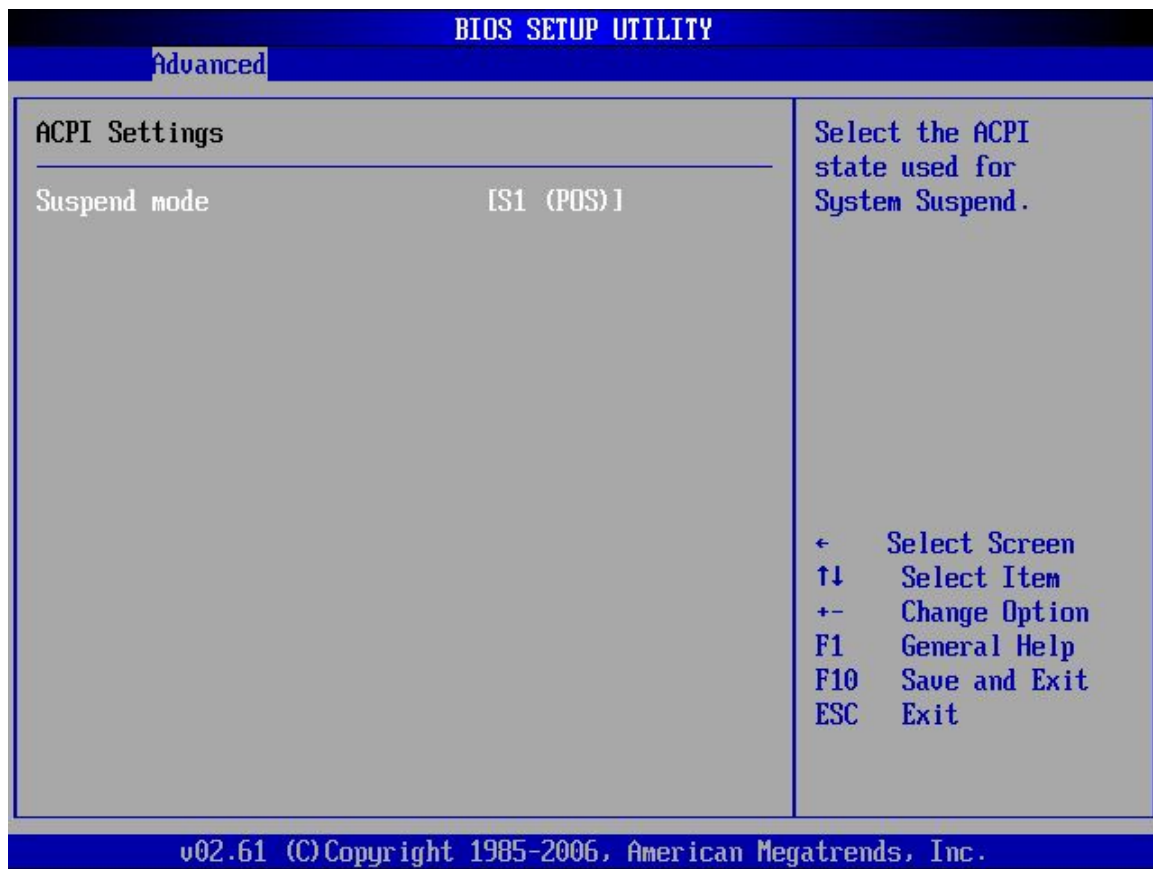 BIOS SETUP UTILITY
Advanced
ACPI Settings
Suspend mode [S1 (POS)]
Select the ACPI
state used for
System Suspend.
← Select Screen
↑↓ Select Item
+- Change Option
F1 General Help
F10 Save and Exit
ESC Exit
v02.61 (C)Copyright 1985-2006, American Megatrends, Inc.